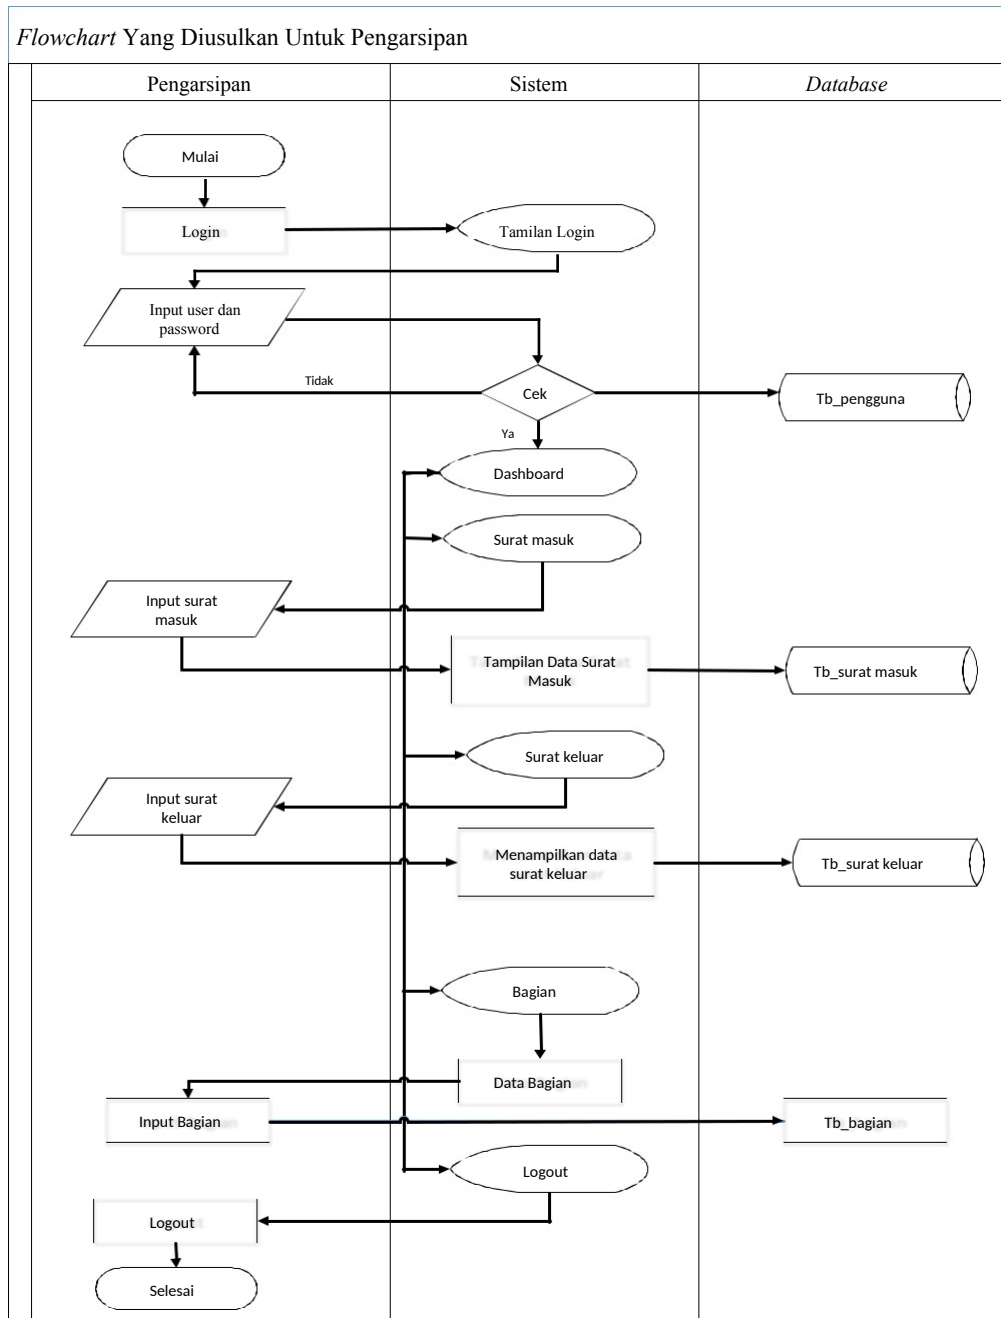 Flowchart Yang Diusulkan Untuk Pengarsipan
Pengarsipan
Sistem
Database
Mulai
Login
Tamilan Login
Input user dan
password
Tidak
Cek
Tb_pengguna
Ya
Dashboard
Surat masuk
Input surat
masuk
Tampilan Data Surat
Masuk
Tb_surat masuk
Surat keluar
Input surat
keluar
Menampilkan data
surat keluar
Tb_surat keluar
Bagian
Data Bagian
Input Bagian
Tb_bagian
Logout
Logout
Selesai